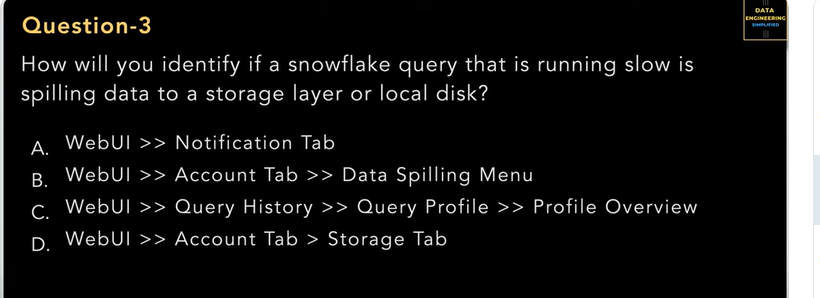 Question-3
DATA
ENGINEERING
SIMPLIFIED
How will you identify if a snowflake query that is running slow is
spilling data to a storage layer or local disk?
A. WebUI >> Notification Tab
B. WebUI >> Account Tab >> Data Spilling Menu
C. WebUI >> Query History >> Query Profile >> Profile Overview
D. WebUI >> Account Tab > Storage Tab